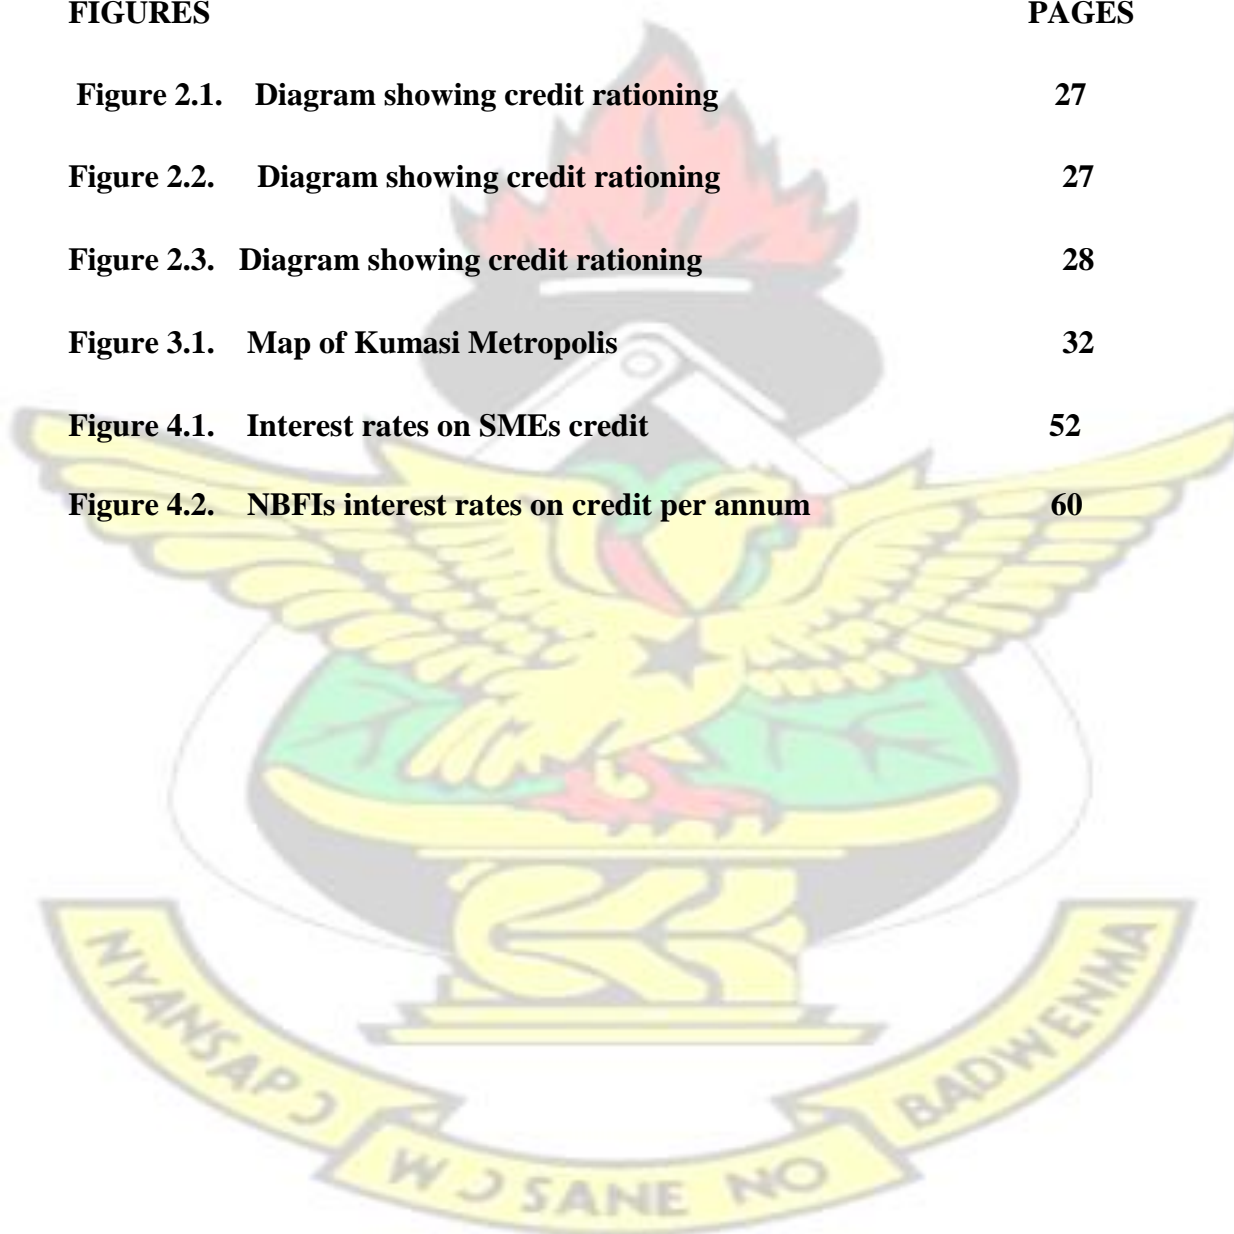 FIGURES PAGES
Figure 2.1. Diagram showing credit rationing 27
Figure 2.2. Diagram showing credit rationing 27
Figure 2.3. Diagram showing credit rationing 28
Figure 3.1. Map of Kumasi Metropolis 32
Figure 4.1. Interest rates on SMEs credit 52
Figure 4.2. NBFIs interest rates on credit per annum 60
NYANSAPƆ WƆSANE NO BADWENMA